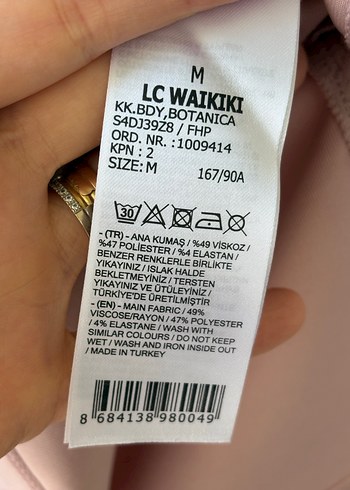 M
LC WAIKIKI
KK.BDY,BOTANICA
S4DJ39Z8 / FHP
ORD. NR. :1009414
KPN : 2
SIZE: M 167/90A
30
- (TR) - ANA KUMAŞ / %49 VİSKOZ /
%47 POLİESTER / %4 ELASTAN /
BENZER RENKLERLE BİRLİKTE
YIKAYINIZ / ISLAK HALDE
BEKLETMEYİNİZ / TERSTEN
YIKAYINIZ VE ÜTÜLEYİNİZ /
TÜRKİYE'DE ÜRETİLMİŞTİR
- (EN) - MAIN FABRIC / 49%
VISCOSE/RAYON / 47% POLYESTER
/ 4% ELASTANE / WASH WITH
SIMILAR COLOURS / DO NOT KEEP
WET / WASH AND IRON INSIDE OUT
/ MADE IN TURKEY
8 684138 980049